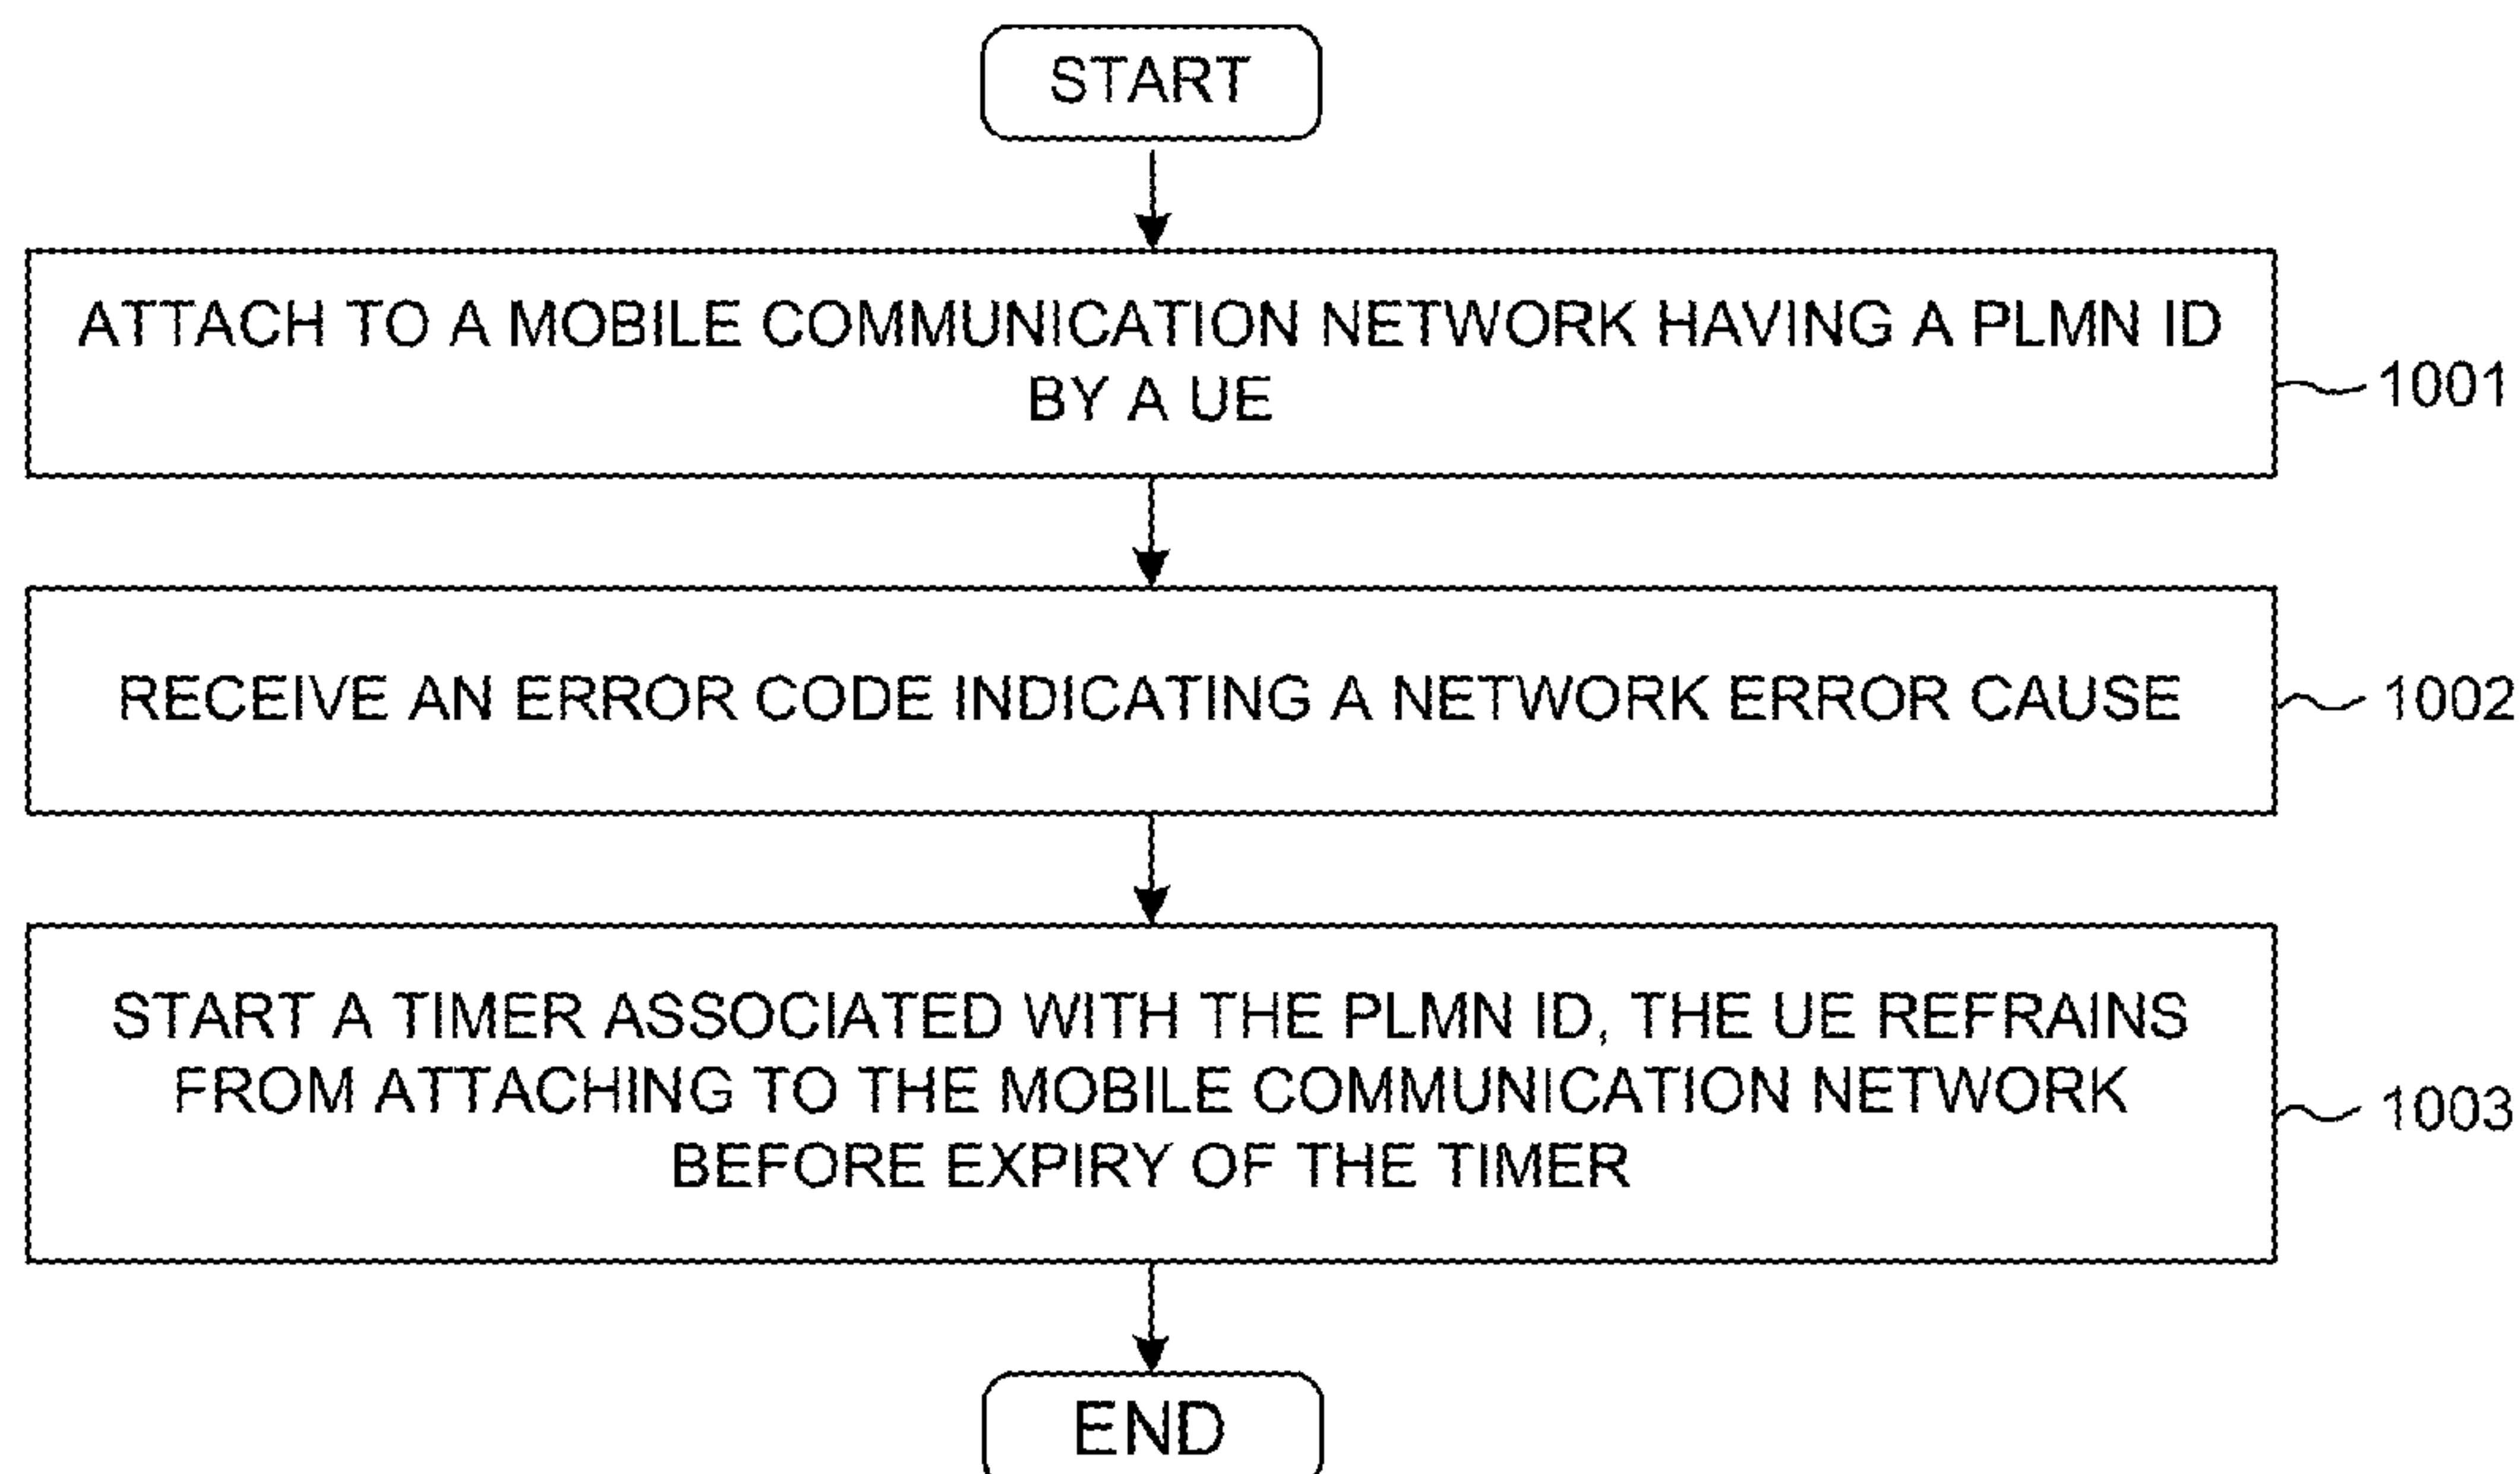 START
ATTACH TO A MOBILE COMMUNICATION NETWORK HAVING A PLMN ID
BY A UE
1001
RECEIVE AN ERROR CODE INDICATING A NETWORK ERROR CAUSE
1002
START A TIMER ASSOCIATED WITH THE PLMN ID, THE UE REFRAINS
FROM ATTACHING TO THE MOBILE COMMUNICATION NETWORK
BEFORE EXPIRY OF THE TIMER
1003
END